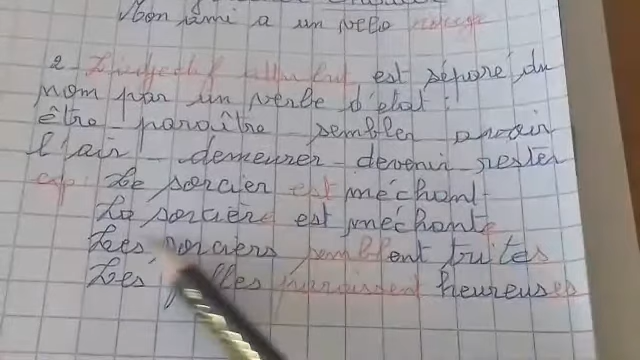 Mon ami a un vélo rouge
2 - L'adjectif attribut est séparé du
nom par un verbe d'état :
être paraître - sembler avoir
l'air - demeurer - devenir rester
ex: Le sorcier est méchant
La sorcière est méchante
Les sorciers semblent tristes
Les filles paraissent heureuses